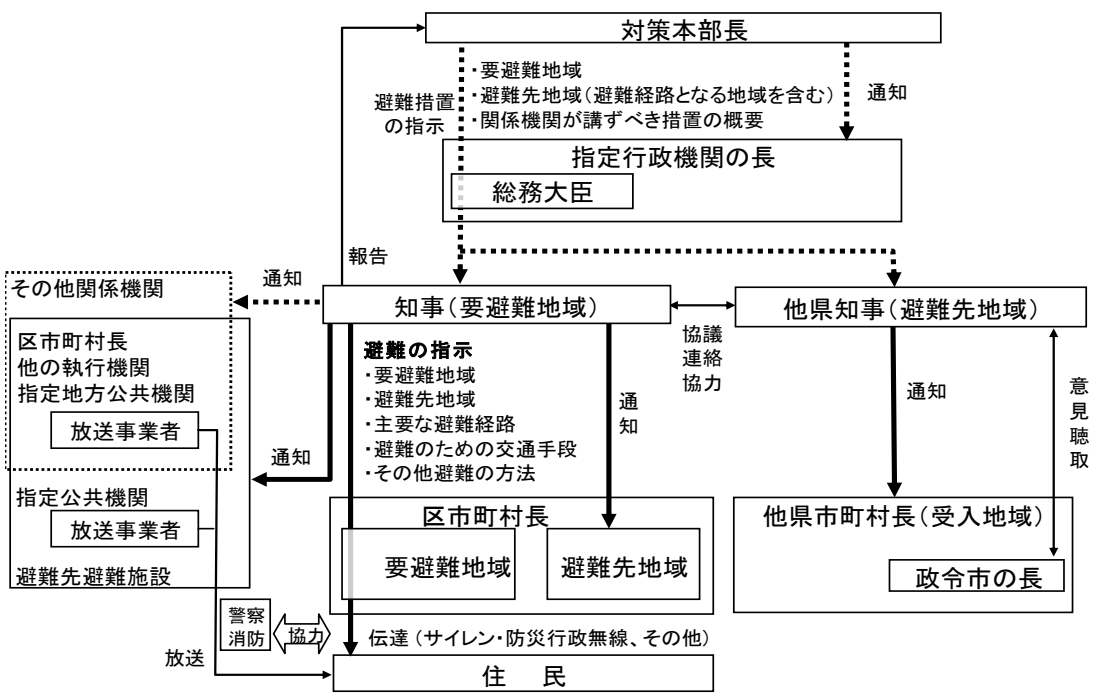 対策本部長
・要避難地域
・避難先地域（避難経路となる地域を含む）
・関係機関が講ずべき措置の概要
避難措置
の指示
通知
指定行政機関の長
総務大臣
報告
通知
その他関係機関
知事（要避難地域）
他県知事（避難先地域）
協議
連絡
協力
区市町村長
他の執行機関
指定地方公共機関
放送事業者
避難の指示
・要避難地域
・避難先地域
・主要な避難経路
・避難のための交通手段
・その他避難の方法
通知
通知
意見聴取
通知
指定公共機関
放送事業者
避難先避難施設
区市町村長
要避難地域
避難先地域
他県市町村長（受入地域）
政令市の長
警察
消防
協力
伝達（サイレン・防災行政無線、その他）
放送
住　民